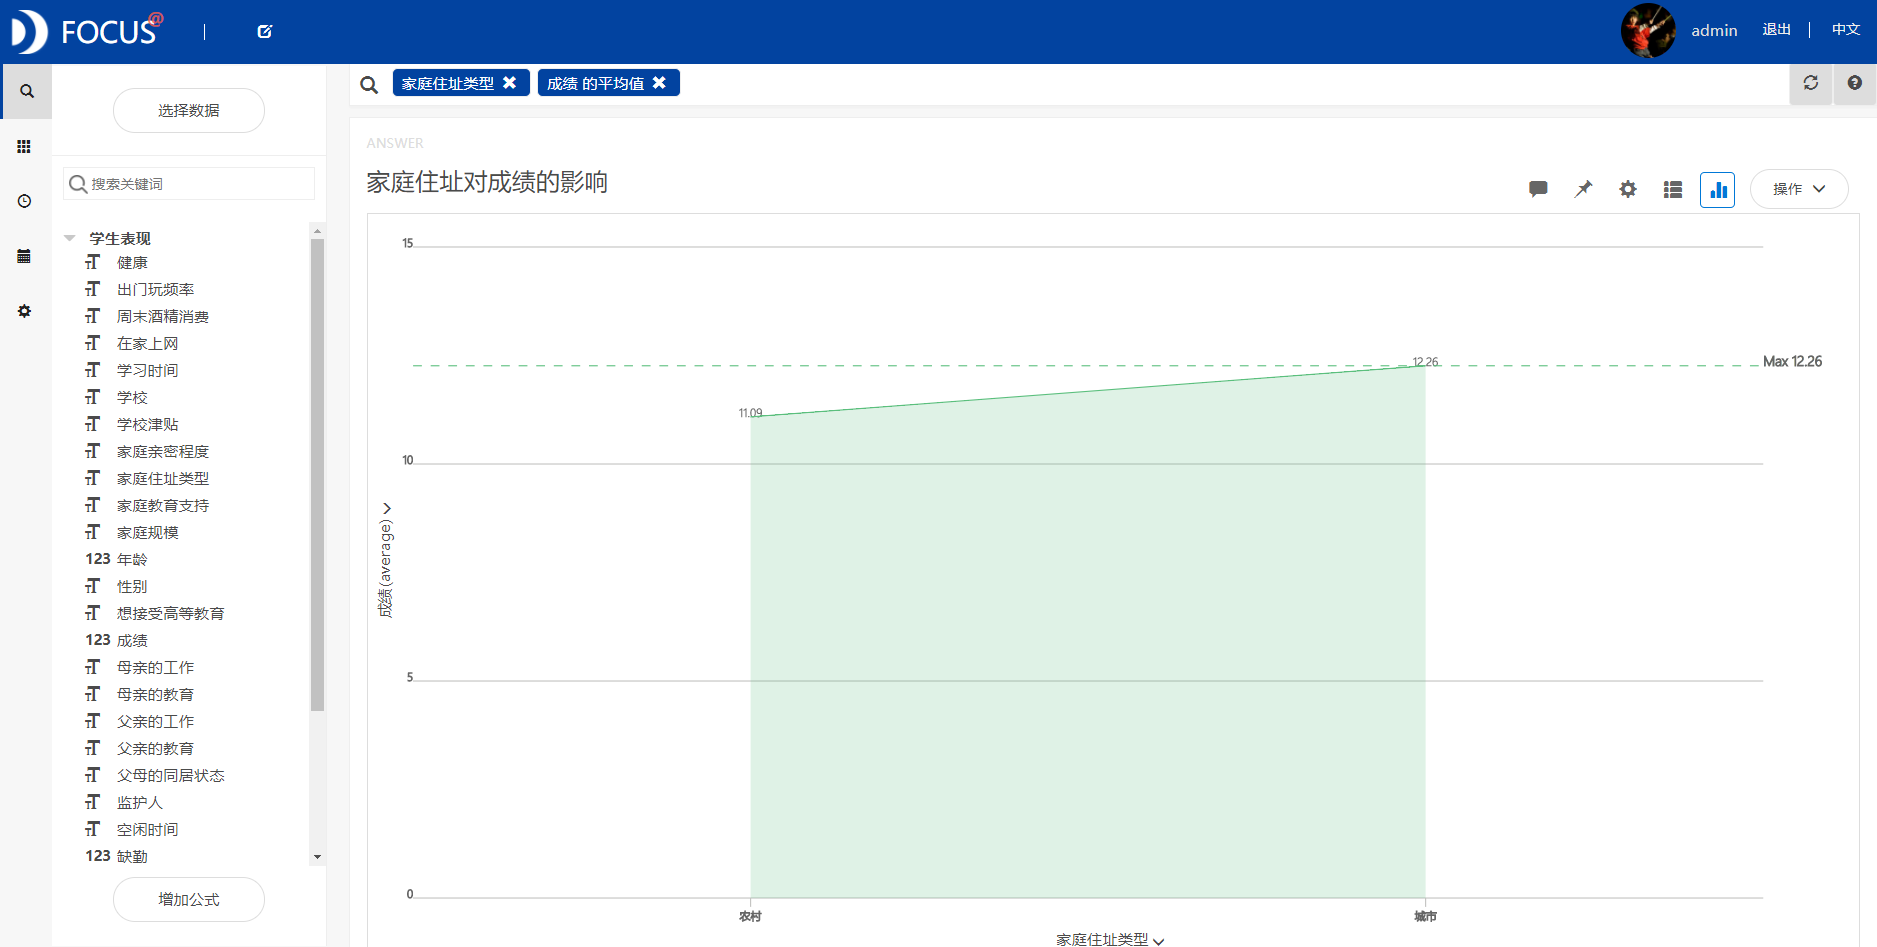 FOCUS@
admin 退出 中文
家庭住址类型 成绩 的平均值
选择数据
搜索关键词
学生表现
健康
出门玩频率
周末酒精消费
在家上网
学习时间
学校
学校津贴
家庭亲密程度
家庭住址类型
家庭教育支持
家庭规模
123 年龄
性别
想接受高等教育
123 成绩
母亲的工作
母亲的教育
父亲的工作
父亲的教育
父母的同居状态
监护人
空闲时间
123 缺勤
增加公式
ANSWER
家庭住址对成绩的影响
操作
15
12.26
Max 12.26
11.09
10
成绩(average)
5
0
农村 城市
家庭住址类型